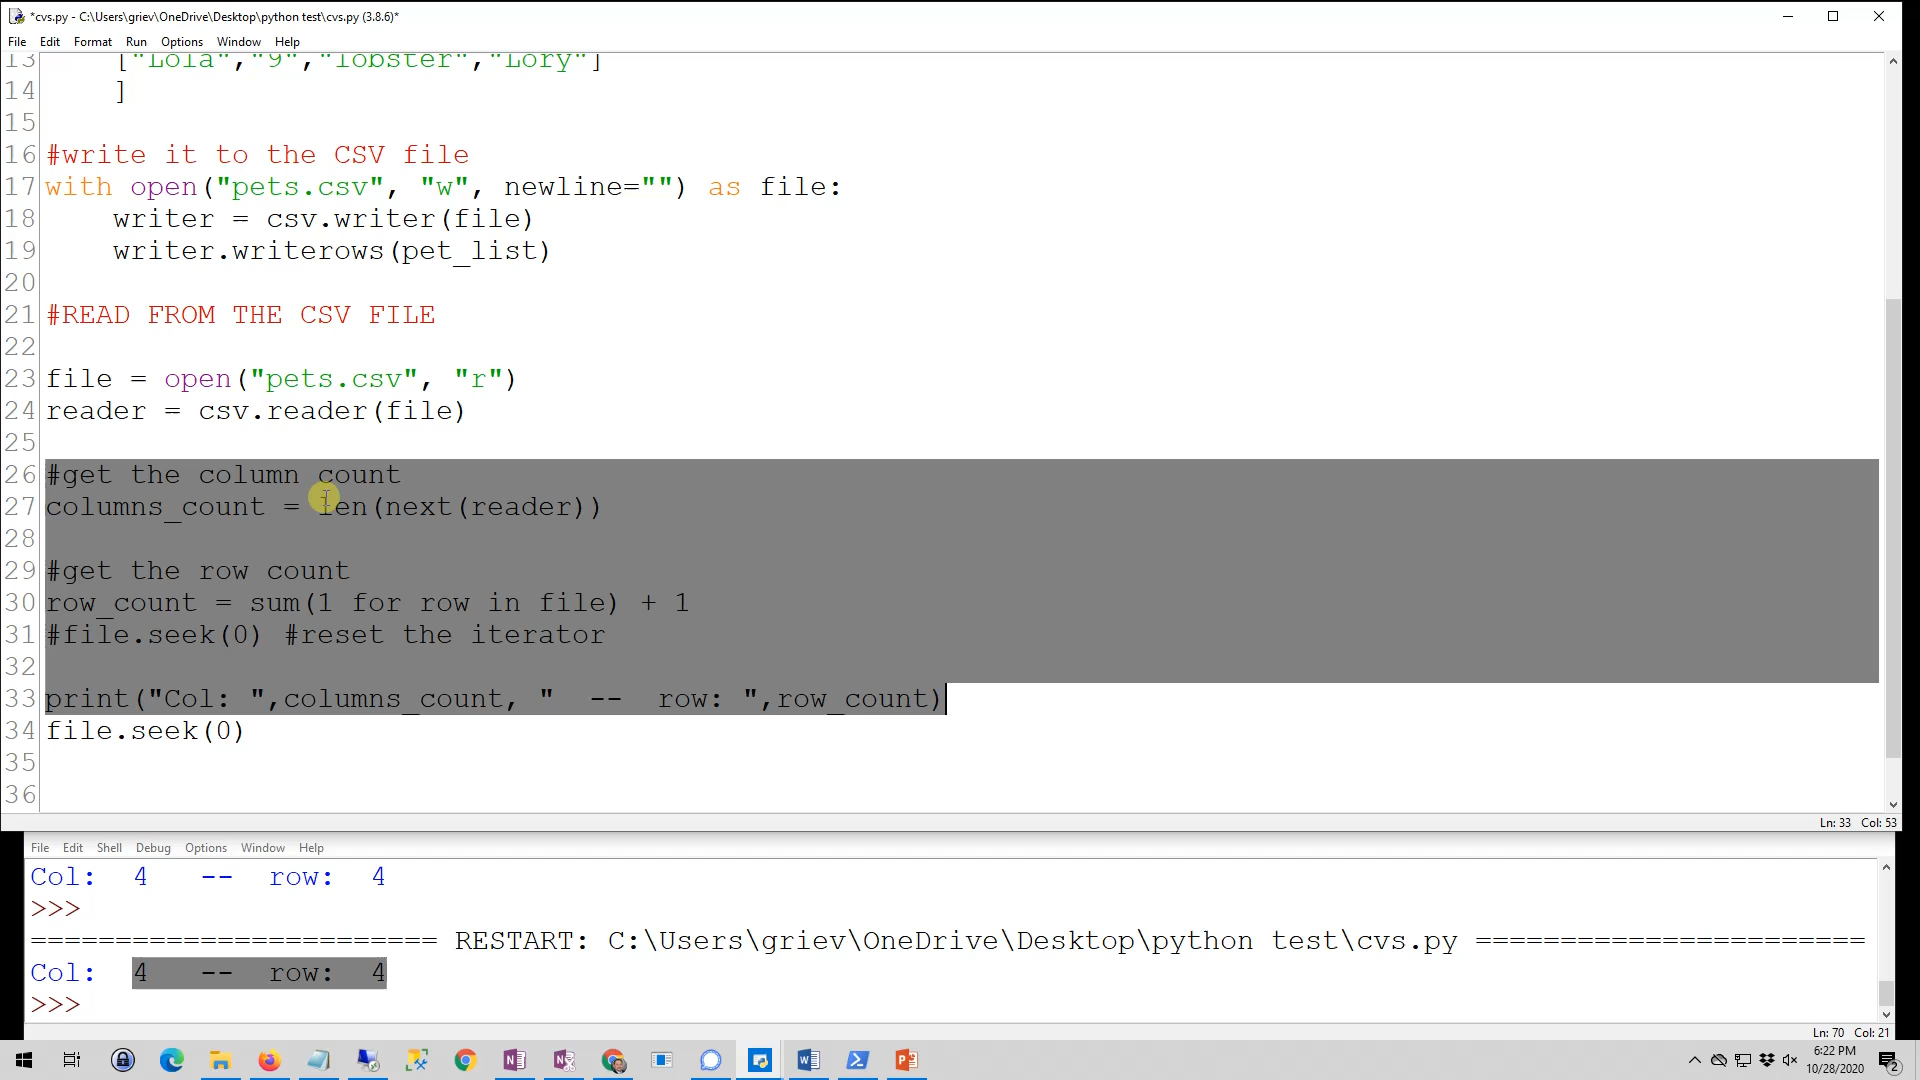 *cvs.py - C:\Users\griev\OneDrive\Desktop\python test\cvs.py (3.8.6)*
File Edit Format Run Options Window Help
13 ["Lola","9","lobster","Lory"]
14 ]
15
16 #write it to the CSV file
17 with open("pets.csv", "w", newline="") as file:
18 writer = csv.writer(file)
19 writer.writerows(pet_list)
20
21 #READ FROM THE CSV FILE
22
23 file = open("pets.csv", "r")
24 reader = csv.reader(file)
25
26 #get the column count
27 columns_count = len(next(reader))
28
29 #get the row count
30 row_count = sum(1 for row in file) + 1
31 #file.seek(0) #reset the iterator
32
33 print("Col: ",columns_count, "  --  row: ",row_count)
34 file.seek(0)
35
36
Ln: 33 Col: 53
File Edit Shell Debug Options Window Help
Col:  4   --  row:  4
>>>
======================== RESTART: C:\Users\griev\OneDrive\Desktop\python test\cvs.py =======================
Col:  4   --  row:  4
>>>
Ln: 70 Col: 21
6:22 PM
10/28/2020
2